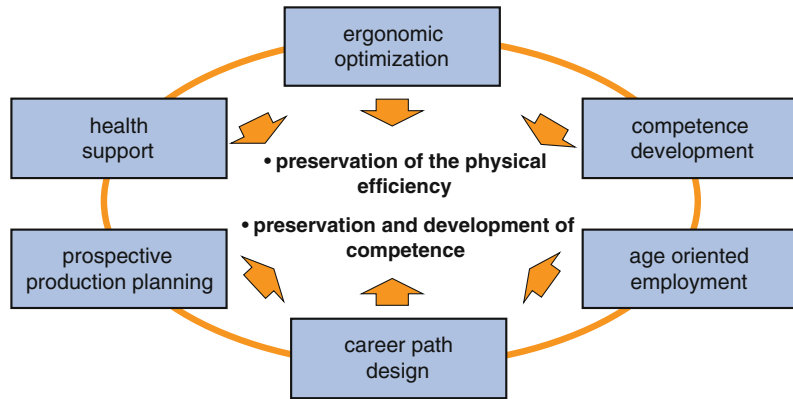 ergonomic
optimization
health
support
competence
development
• preservation of the physical
efficiency
• preservation and development of
competence
prospective
production planning
age oriented
employment
career path
design